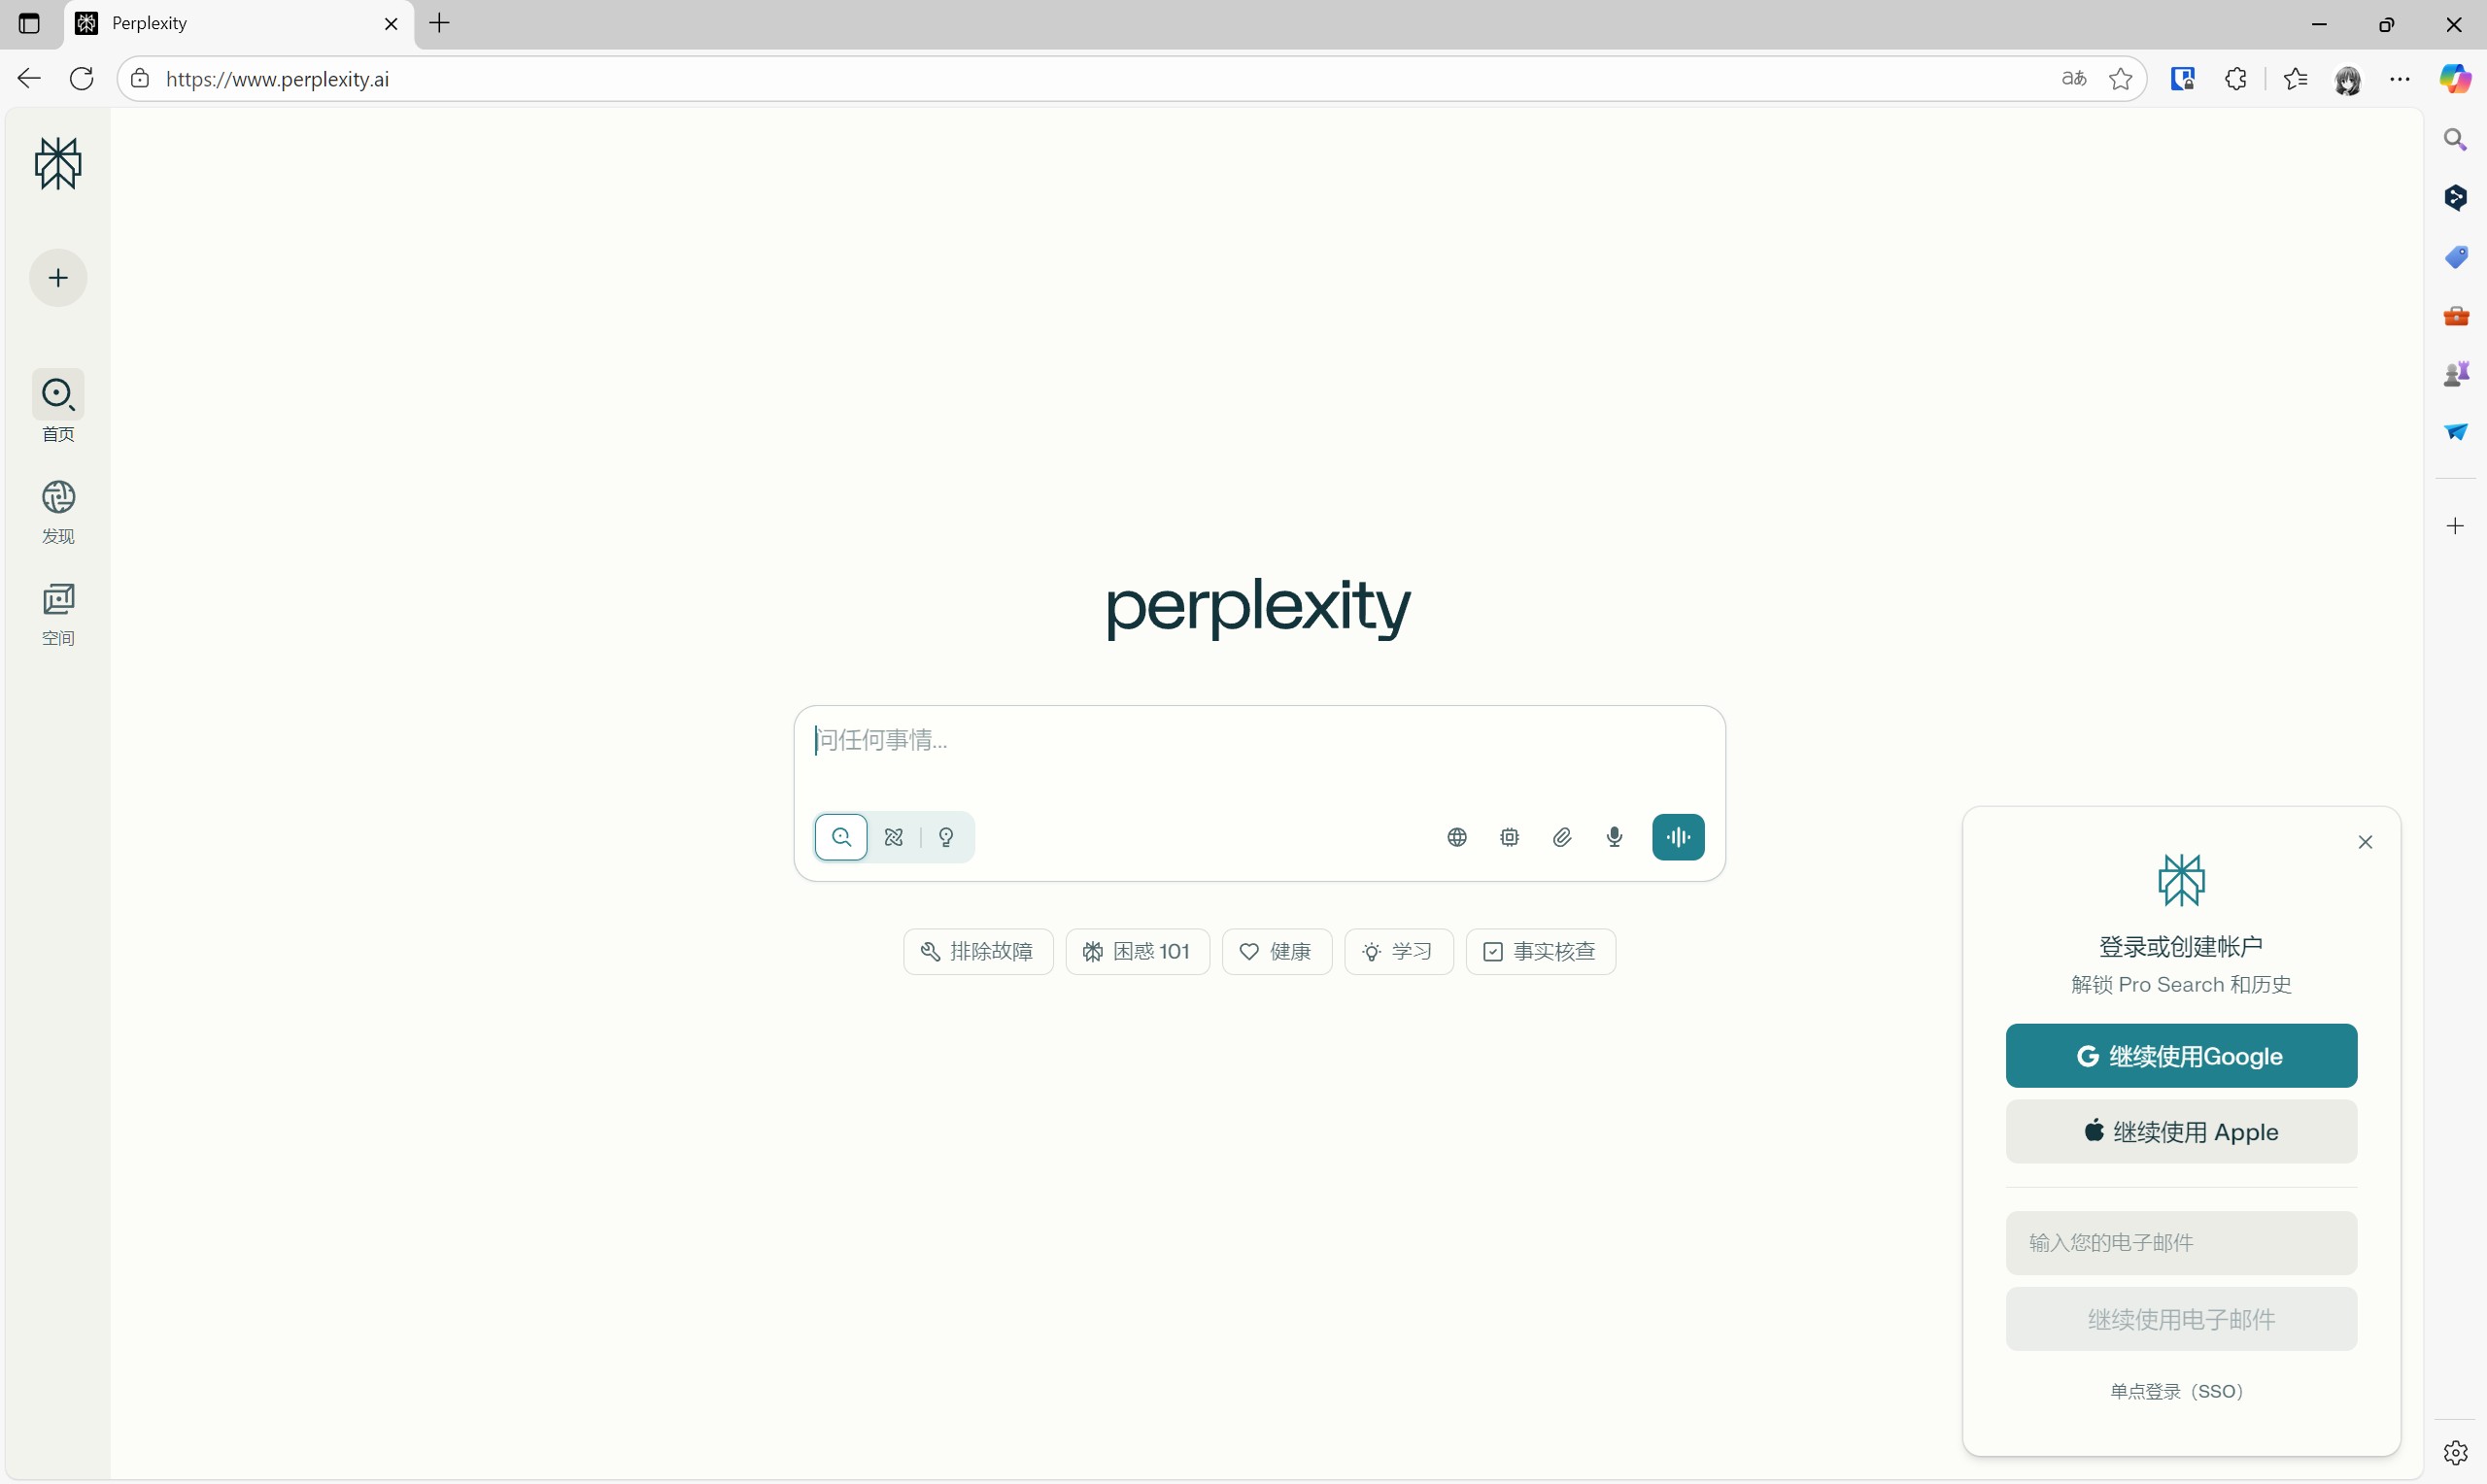 Perplexity
https://www.perplexity.ai
aあ
首页
发现
空间
perplexity
问任何事情...
排除故障
困惑 101
健康
学习
事实核查
登录或创建帐户
解锁 Pro Search 和历史
继续使用Google
继续使用 Apple
输入您的电子邮件
继续使用电子邮件
单点登录（SSO）